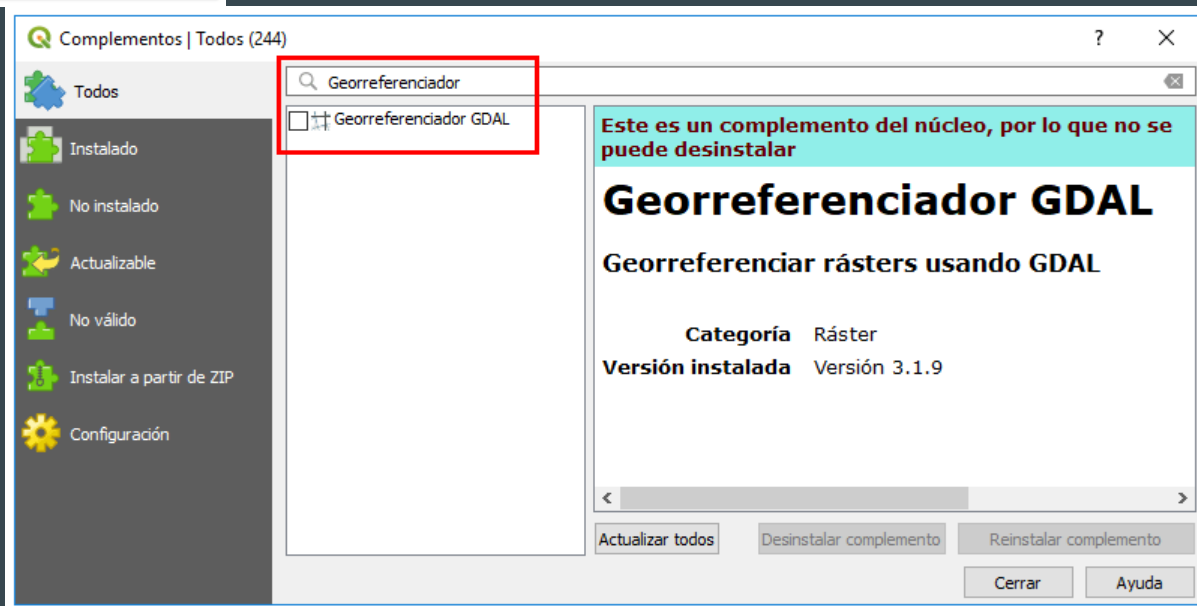 Complementos | Todos (244)
?
Todos
Instalado
No instalado
Actualizable
No válido
Instalar a partir de ZIP
Configuración
Georreferenciador
Georreferenciador GDAL
Este es un complemento del núcleo, por lo que no se
puede desinstalar
Georreferenciador GDAL
Georreferenciar rásters usando GDAL
Categoría Ráster
Versión instalada Versión 3.1.9
Actualizar todos
Desinstalar complemento
Reinstalar complemento
Cerrar
Ayuda